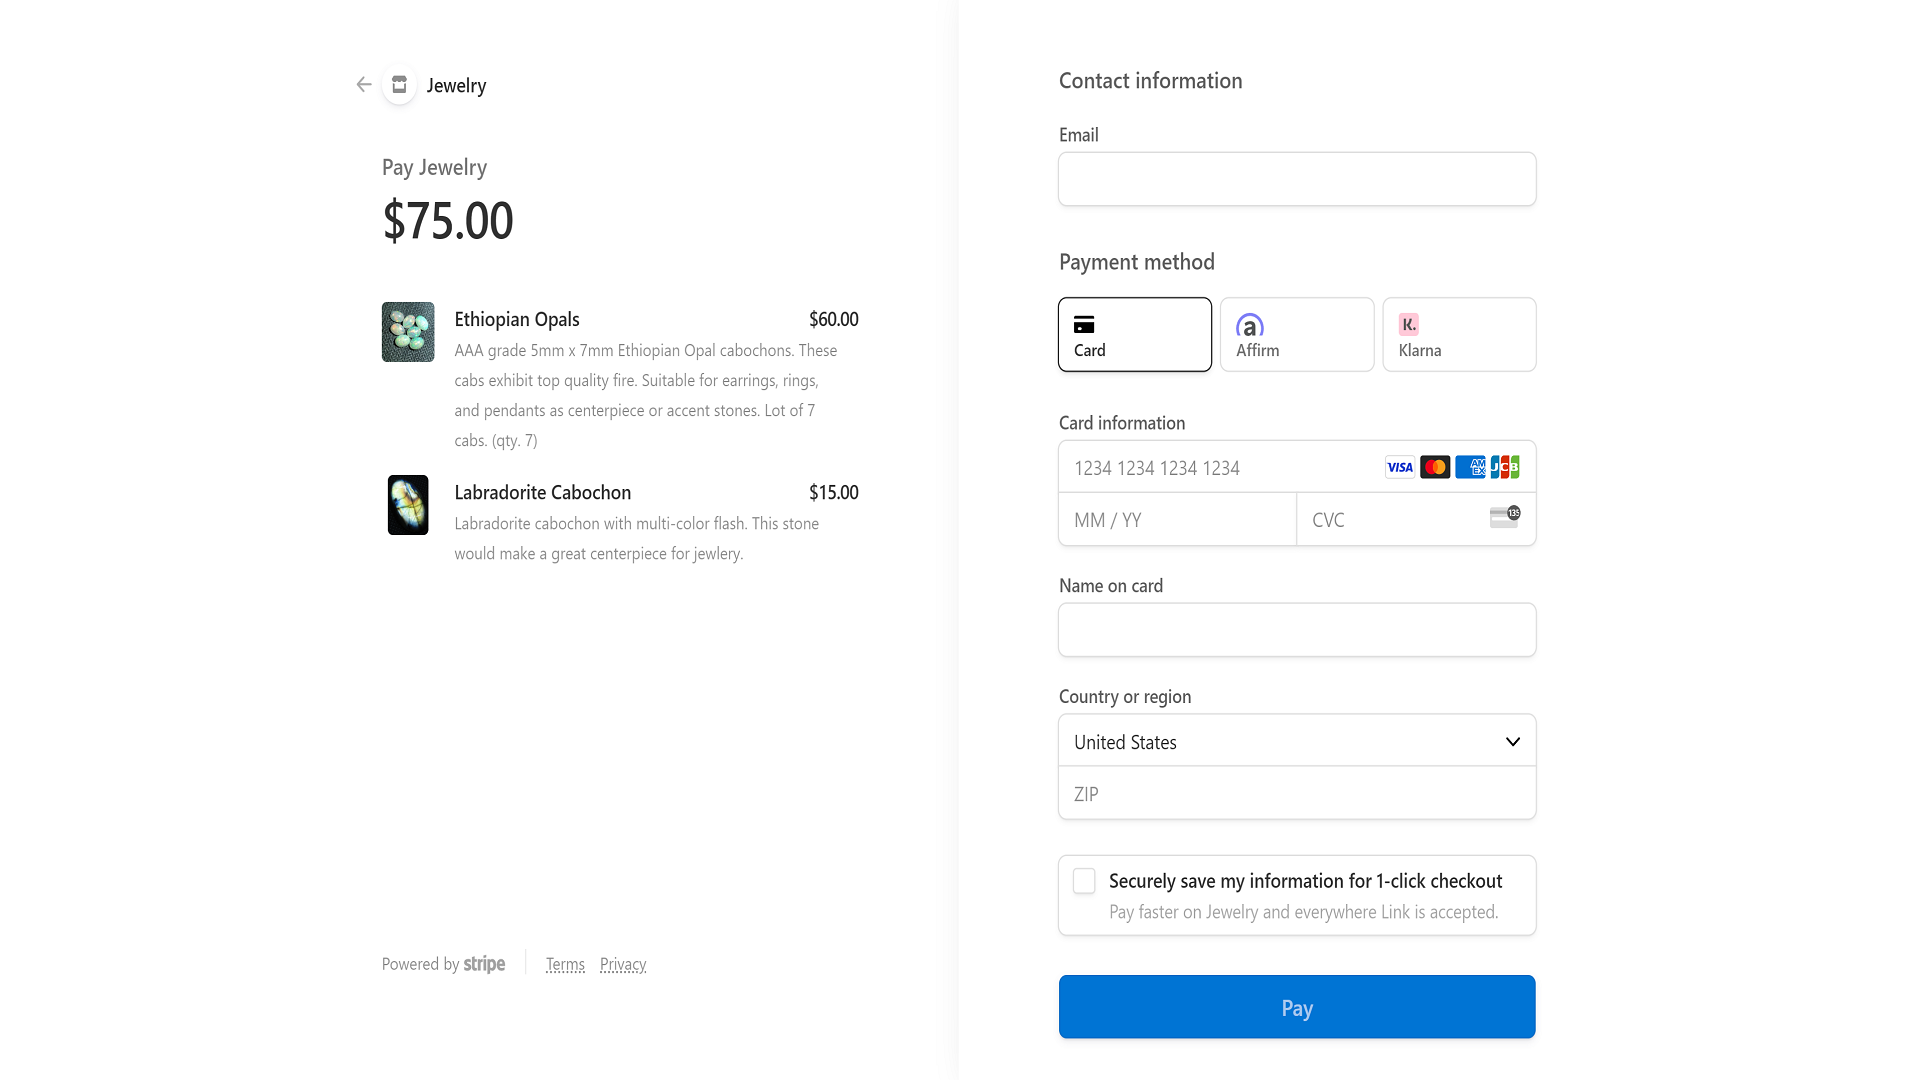 Jewelry
Pay Jewelry
$75.00
Ethiopian Opals $60.00
AAA grade 5mm x 7mm Ethiopian Opal cabochons. These
cabs exhibit top quality fire. Suitable for earrings, rings,
and pendants as centerpiece or accent stones. Lot of 7
cabs. (qty. 7)
Labradorite Cabochon $15.00
Labradorite cabochon with multi-color flash. This stone
would make a great centerpiece for jewlery.
Powered by stripe Terms Privacy
Contact information
Email
Payment method
a K.
Card Affirm Klarna
Card information
1234 1234 1234 1234 VISA AM EX JCB
MM / YY CVC 135
Name on card
Country or region
United States
ZIP
Securely save my information for 1-click checkout
Pay faster on Jewelry and everywhere Link is accepted.
Pay